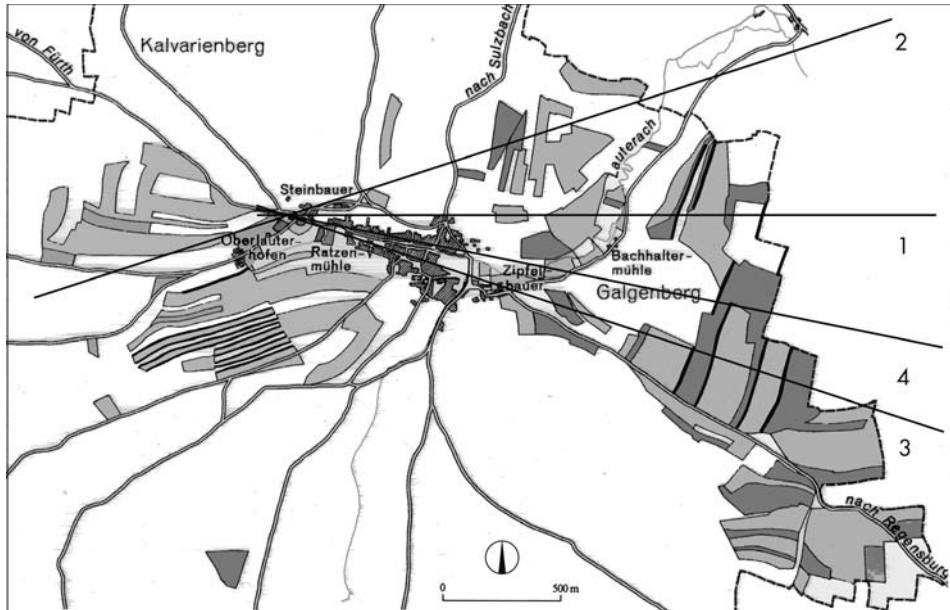 2
Kalvarienberg
von Fürth
nach Sulzbach
Lauterach
Steinbauer
1
Oberlauter-
hofen
Ratzen-
mühle
Bachhalter-
mühle
Zipfel-
bauer
Galgenberg
4
3
nach Regensburg
0
500 m